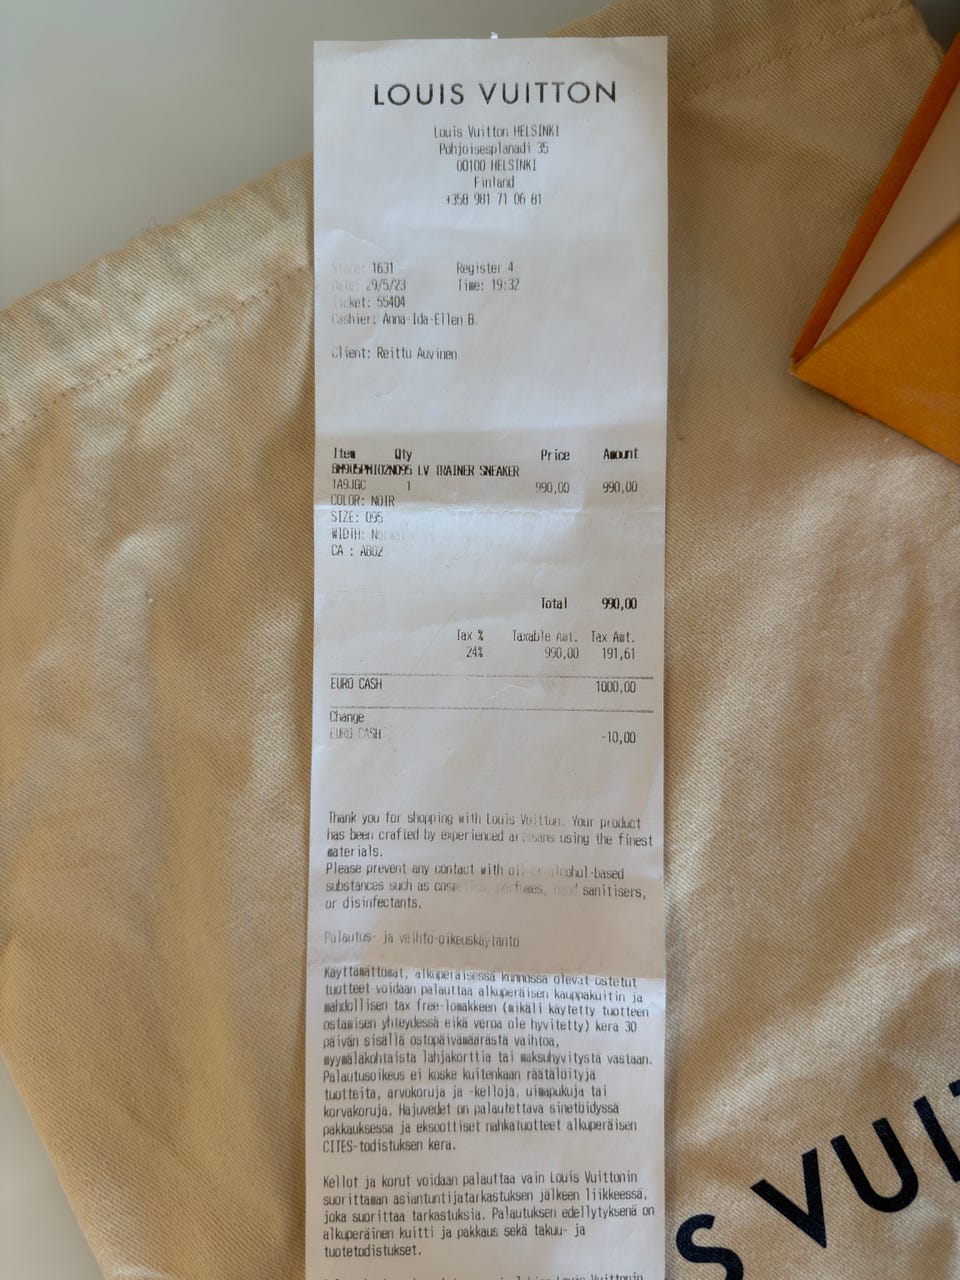 LOUIS VUITTON
Louis Vuitton HELSINKI
Pohjoisesplanadi 35
00100 HELSINKI
Finland
+358 981 71 06 81
Store: 1631 Register 4
Date: 29/5/23 Time: 19:32
Ticket: 55404
Cashier: Anna-Ida-Ellen B.
Client: Reittu Auvinen
Item Qty Price Amount
LV TRAINER SNEAKER
1A9JGC 1 990,00 990,00
COLOR: NOIR
SIZE: 095
WIDTH: Normal
CA : AB02
Total 990,00
Tax % Taxable Amt. Tax Amt.
24% 990,00 191,61
EURO CASH 1000,00
Change
EURO CASH -10,00
Thank you for shopping with Louis Vuitton. Your product
has been crafted by experienced artisans using the finest
materials.
Please prevent any contact with oil or alcohol-based
substances such as cosmetics, perfumes, hand sanitisers,
or disinfectants.
Palautus- ja vaihto-oikeuskäytäntö
Käyttämättömät, alkuperäisessä kunnossa olevat ostetut
tuotteet voidaan palauttaa alkuperäisen kauppakuitin ja
mahdollisen tax free-lomakkeen (mikäli käytetty tuotteen
ostamisen yhteydessä eikä veroa ole hyvitetty) kera 30
päivän sisällä ostopäivämäärästä vaihtoa,
myymäläkohtaista lahjakorttia tai maksuhyvitystä vastaan.
Palautusoikeus ei koske kuitenkaan räätälöityjä
tuotteita, arvokoruja ja -kelloja, uimapukuja tai
korvakoruja. Hajuvedet on palautettava sinetöidyssä
pakkauksessa ja eksoottiset nahkatuotteet alkuperäisen
CITES-todistuksen kera.
Kellot ja korut voidaan palauttaa vain Louis Vuittonin
suorittaman asiantuntijatarkastuksen jälkeen liikkeessä,
joka suorittaa tarkastuksia. Palautuksen edellytyksenä on
alkuperäinen kuitti ja pakkaus sekä takuu- ja
tuotetodistukset.
S VUIT